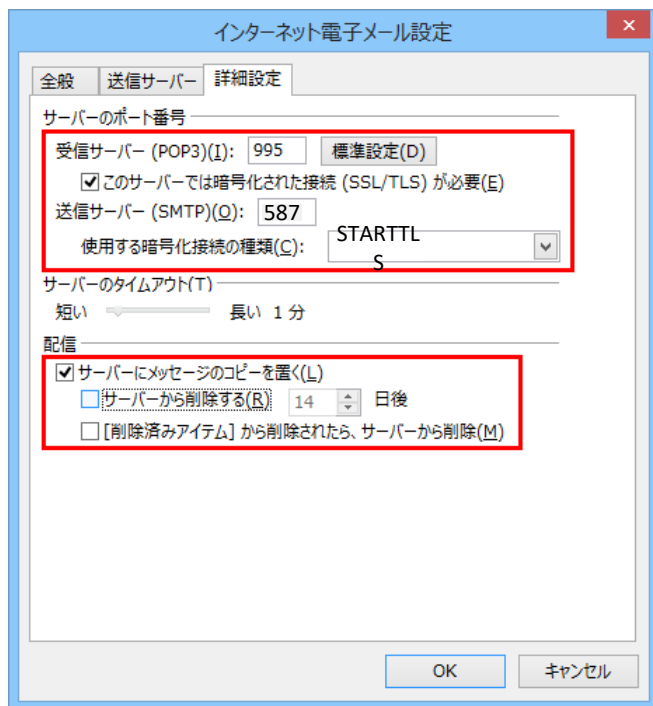 インターネット電子メール設定
全般 送信サーバー 詳細設定
サーバーのポート番号
受信サーバー (POP3)(I): 995 標準設定(D)
このサーバーでは暗号化された接続 (SSL/TLS) が必要(E)
送信サーバー (SMTP)(O): 587
使用する暗号化接続の種類(C): STARTTL
S
サーバーのタイムアウト(T)
短い 長い 1 分
配信
サーバーにメッセージのコピーを置く(L)
サーバーから削除する(R) 14 日後
[削除済みアイテム] から削除されたら、サーバーから削除(M)
OK キャンセル